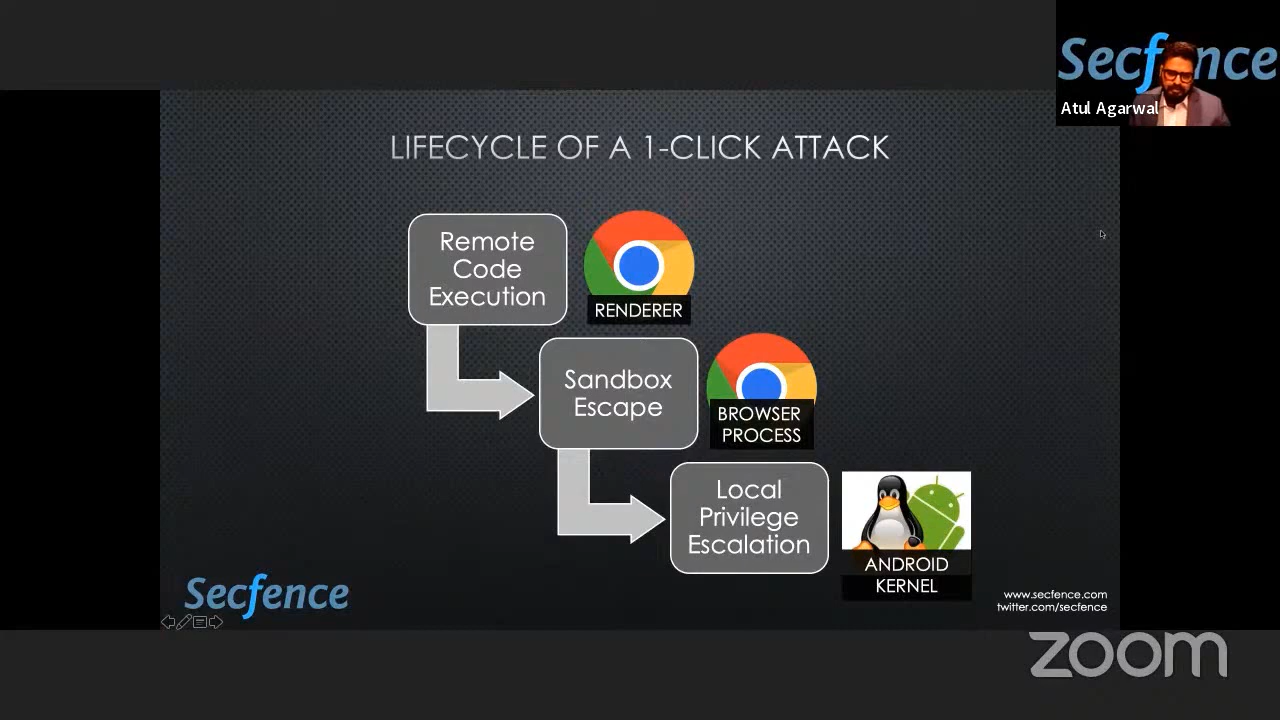 Secfence
Atul Agarwal
LIFECYCLE OF A 1-CLICK ATTACK
Remote
Code
Execution
RENDERER
Sandbox
Escape
BROWSER
PROCESS
Local
Privilege
Escalation
ANDROID
KERNEL
Secfence
www.secfence.com
twitter.com/secfence
zoom